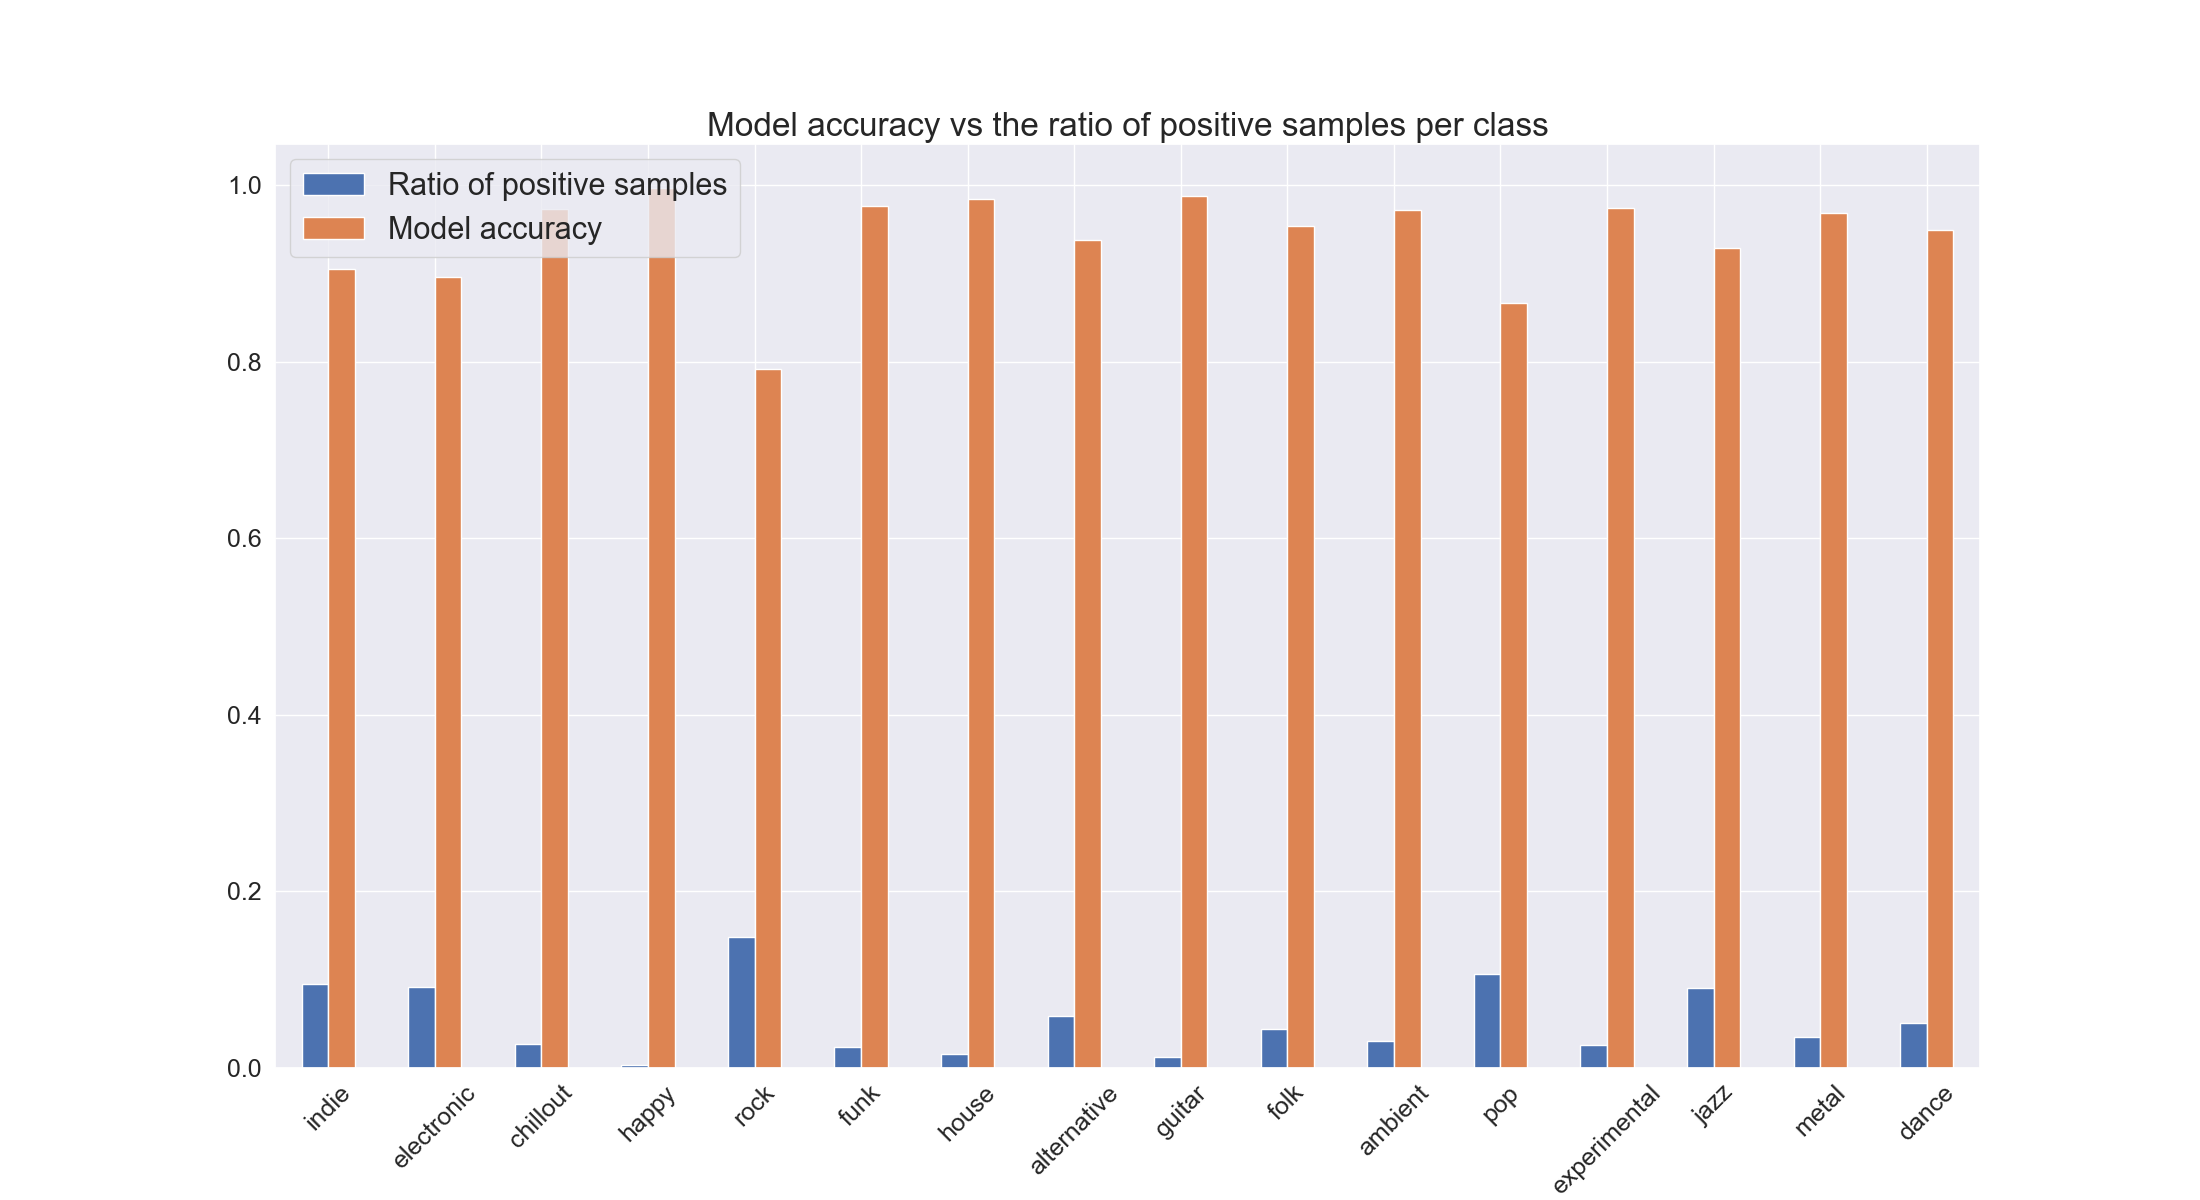 Model accuracy vs the ratio of positive samples per class
Ratio of positive samples
Model accuracy
1.0
0.8
0.6
0.4
0.2
0.0
indie
electronic
chillout
happy
rock
funk
house
alternative
guitar
folk
ambient
pop
experimental
jazz
metal
dance